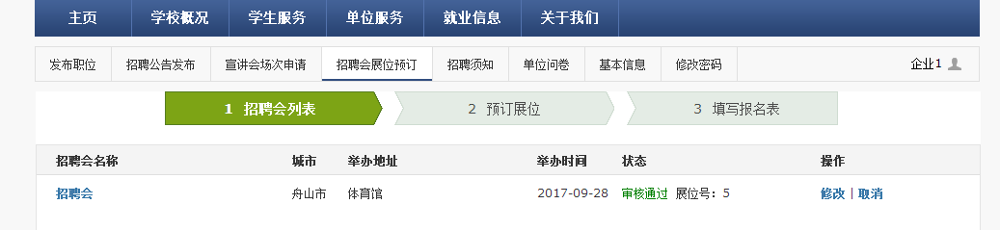 主页 学校概况 学生服务 单位服务 就业信息 关于我们
发布职位 招聘公告发布 宣讲会场次申请 招聘会展位预订 招聘须知 单位问卷 基本信息 修改密码 企业1
1 招聘会列表 2 预订展位 3 填写报名表
招聘会名称 城市 举办地址 举办时间 状态 操作
招聘会 舟山市 体育馆 2017-09-28 审核通过 展位号：5 修改 | 取消